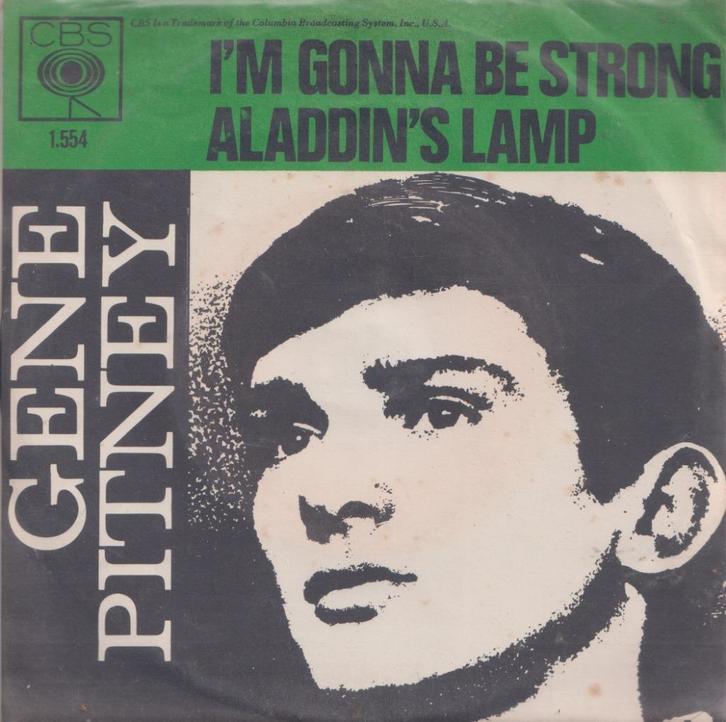 CBS Is a Trademark of the Columbia Broadcasting System, Inc., U.S.A.
CBS
1.554
I'M GONNA BE STRONG
ALADDIN'S LAMP
GENE
PITNEY